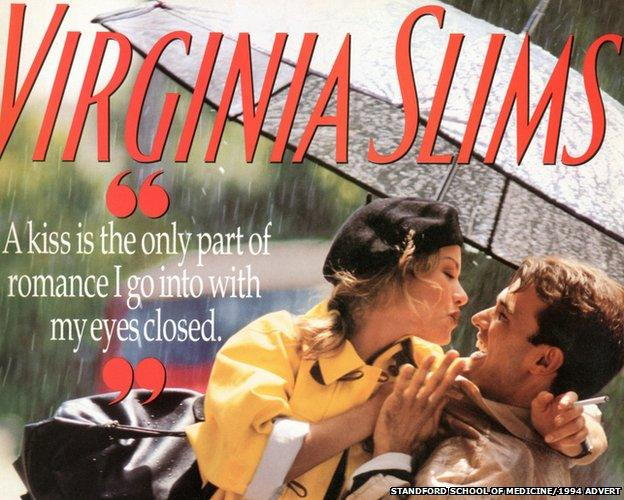 VIRGINIA SLIMS
“
A kiss is the only part of
romance I go into with
my eyes closed.
”
STANDFORD SCHOOL OF MEDICINE/1994 ADVERT